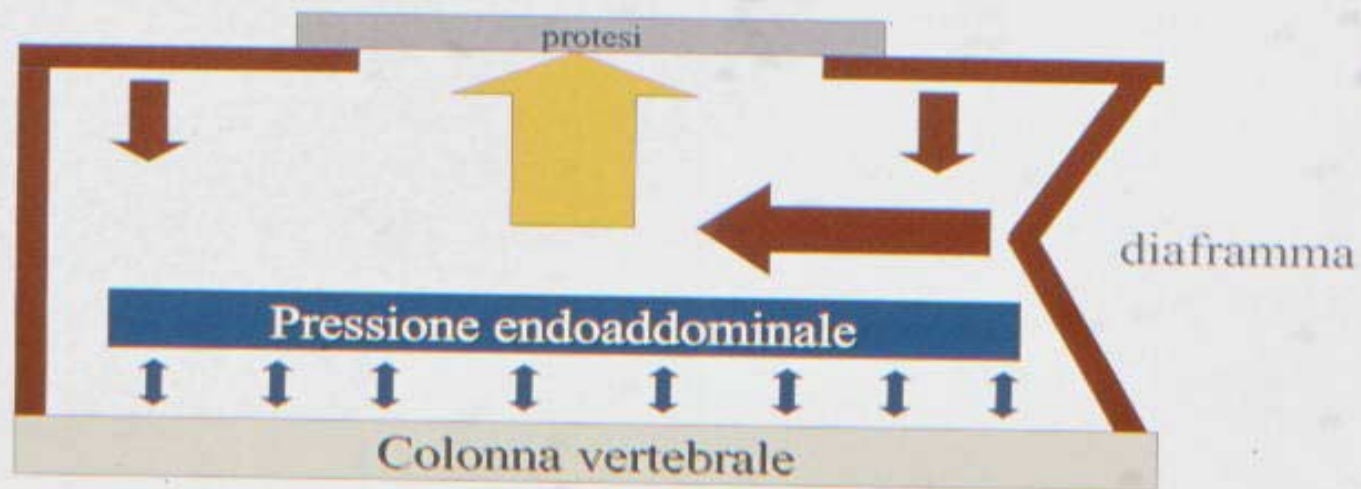 protesi
diaframma
Pressione endoaddominale
Colonna vertebrale